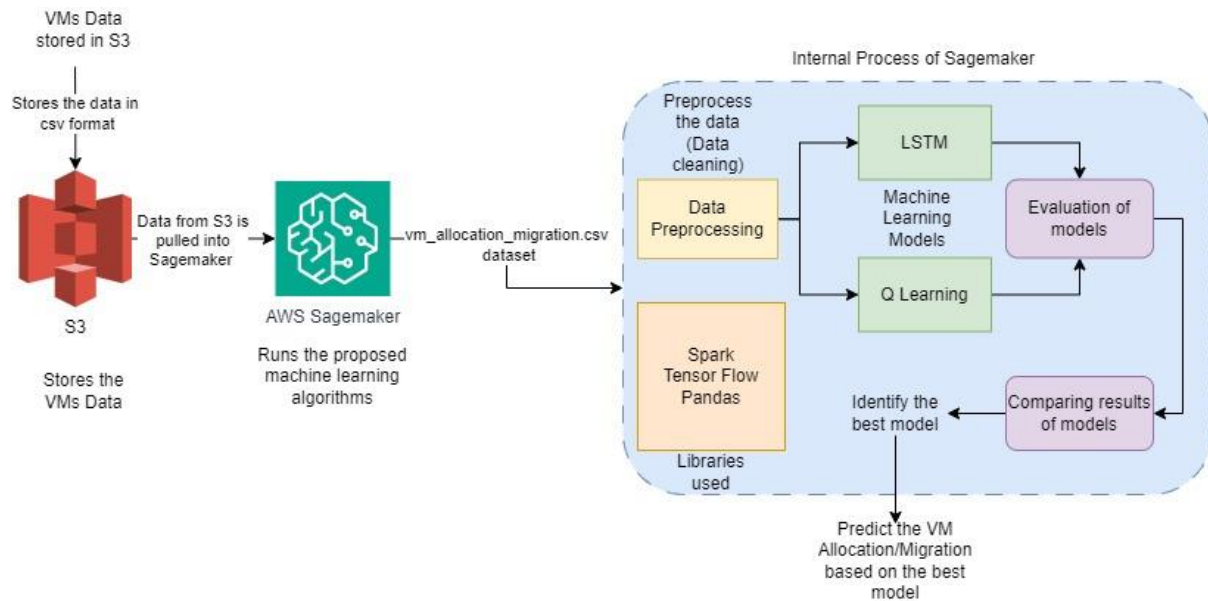 VMs Data
stored in S3
Stores the data in
csv format
S3
Stores the
VMs Data
Data from S3 is
pulled into
Sagemaker
AWS Sagemaker
Runs the proposed
machine learning
algorithms
vm_allocation_migration.csv
dataset
Internal Process of Sagemaker
Preprocess
the data
(Data
cleaning)
Data
Preprocessing
LSTM
Machine
Learning
Models
Q Learning
Evaluation of
models
Spark
Tensor Flow
Pandas
Libraries
used
Comparing results
of models
Identify the
best model
Predict the VM
Allocation/Migration
based on the best
model